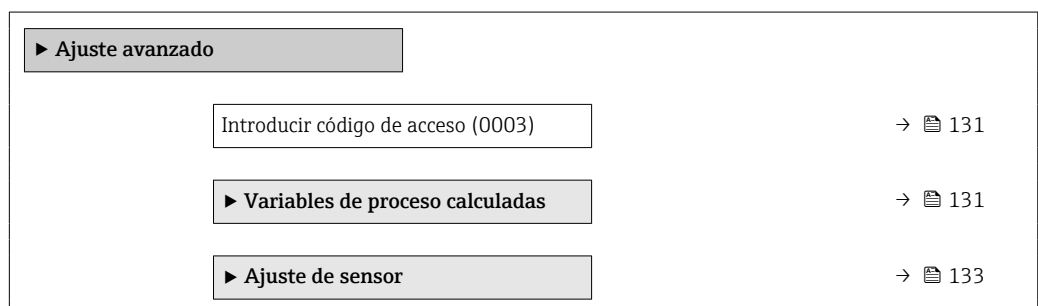 ▶ Ajuste avanzado
Introducir código de acceso (0003) → 131
▶ Variables de proceso calculadas → 131
▶ Ajuste de sensor → 133